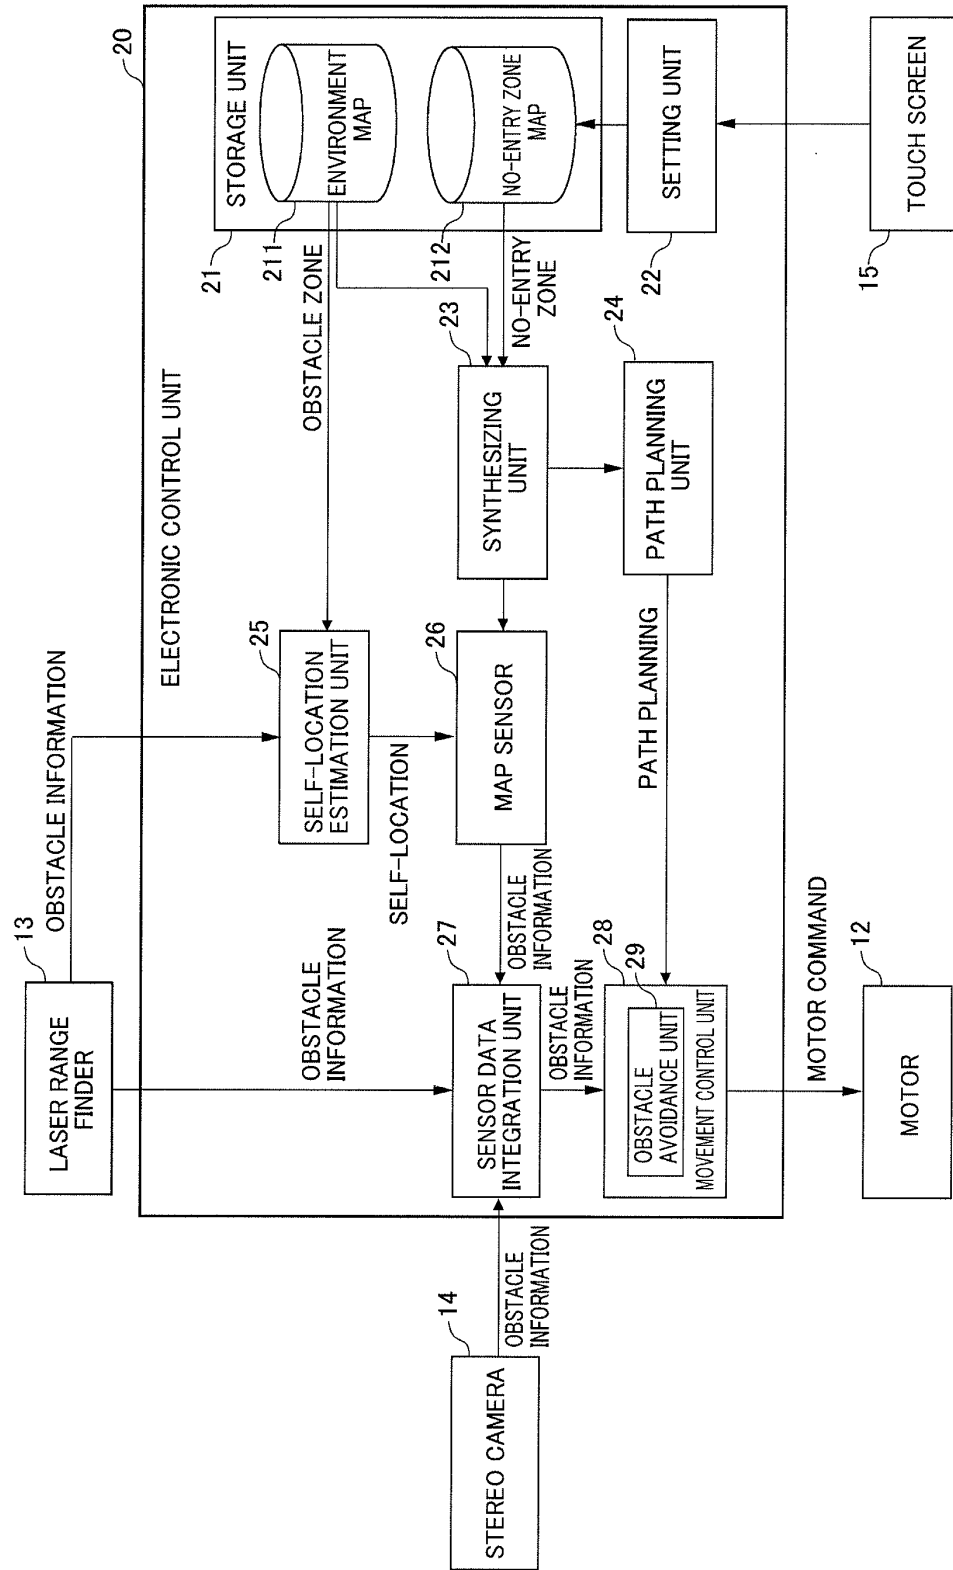 13
LASER RANGE
FINDER
OBSTACLE INFORMATION
20
ELECTRONIC CONTROL UNIT
OBSTACLE
INFORMATION
25
SELF-LOCATION
ESTIMATION UNIT
SELF-LOCATION
OBSTACLE ZONE
21
STORAGE UNIT
211
ENVIRONMENT
MAP
212
NO-ENTRY ZONE
MAP
NO-ENTRY
ZONE
14
STEREO CAMERA
OBSTACLE
INFORMATION
27
SENSOR DATA
INTEGRATION UNIT
OBSTACLE
INFORMATION
26
MAP SENSOR
23
SYNTHESIZING
UNIT
OBSTACLE
INFORMATION
28
29
OBSTACLE
AVOIDANCE UNIT
MOVEMENT CONTROL UNIT
PATH PLANNING
24
PATH PLANNING
UNIT
22
SETTING UNIT
MOTOR COMMAND
12
MOTOR
15
TOUCH SCREEN